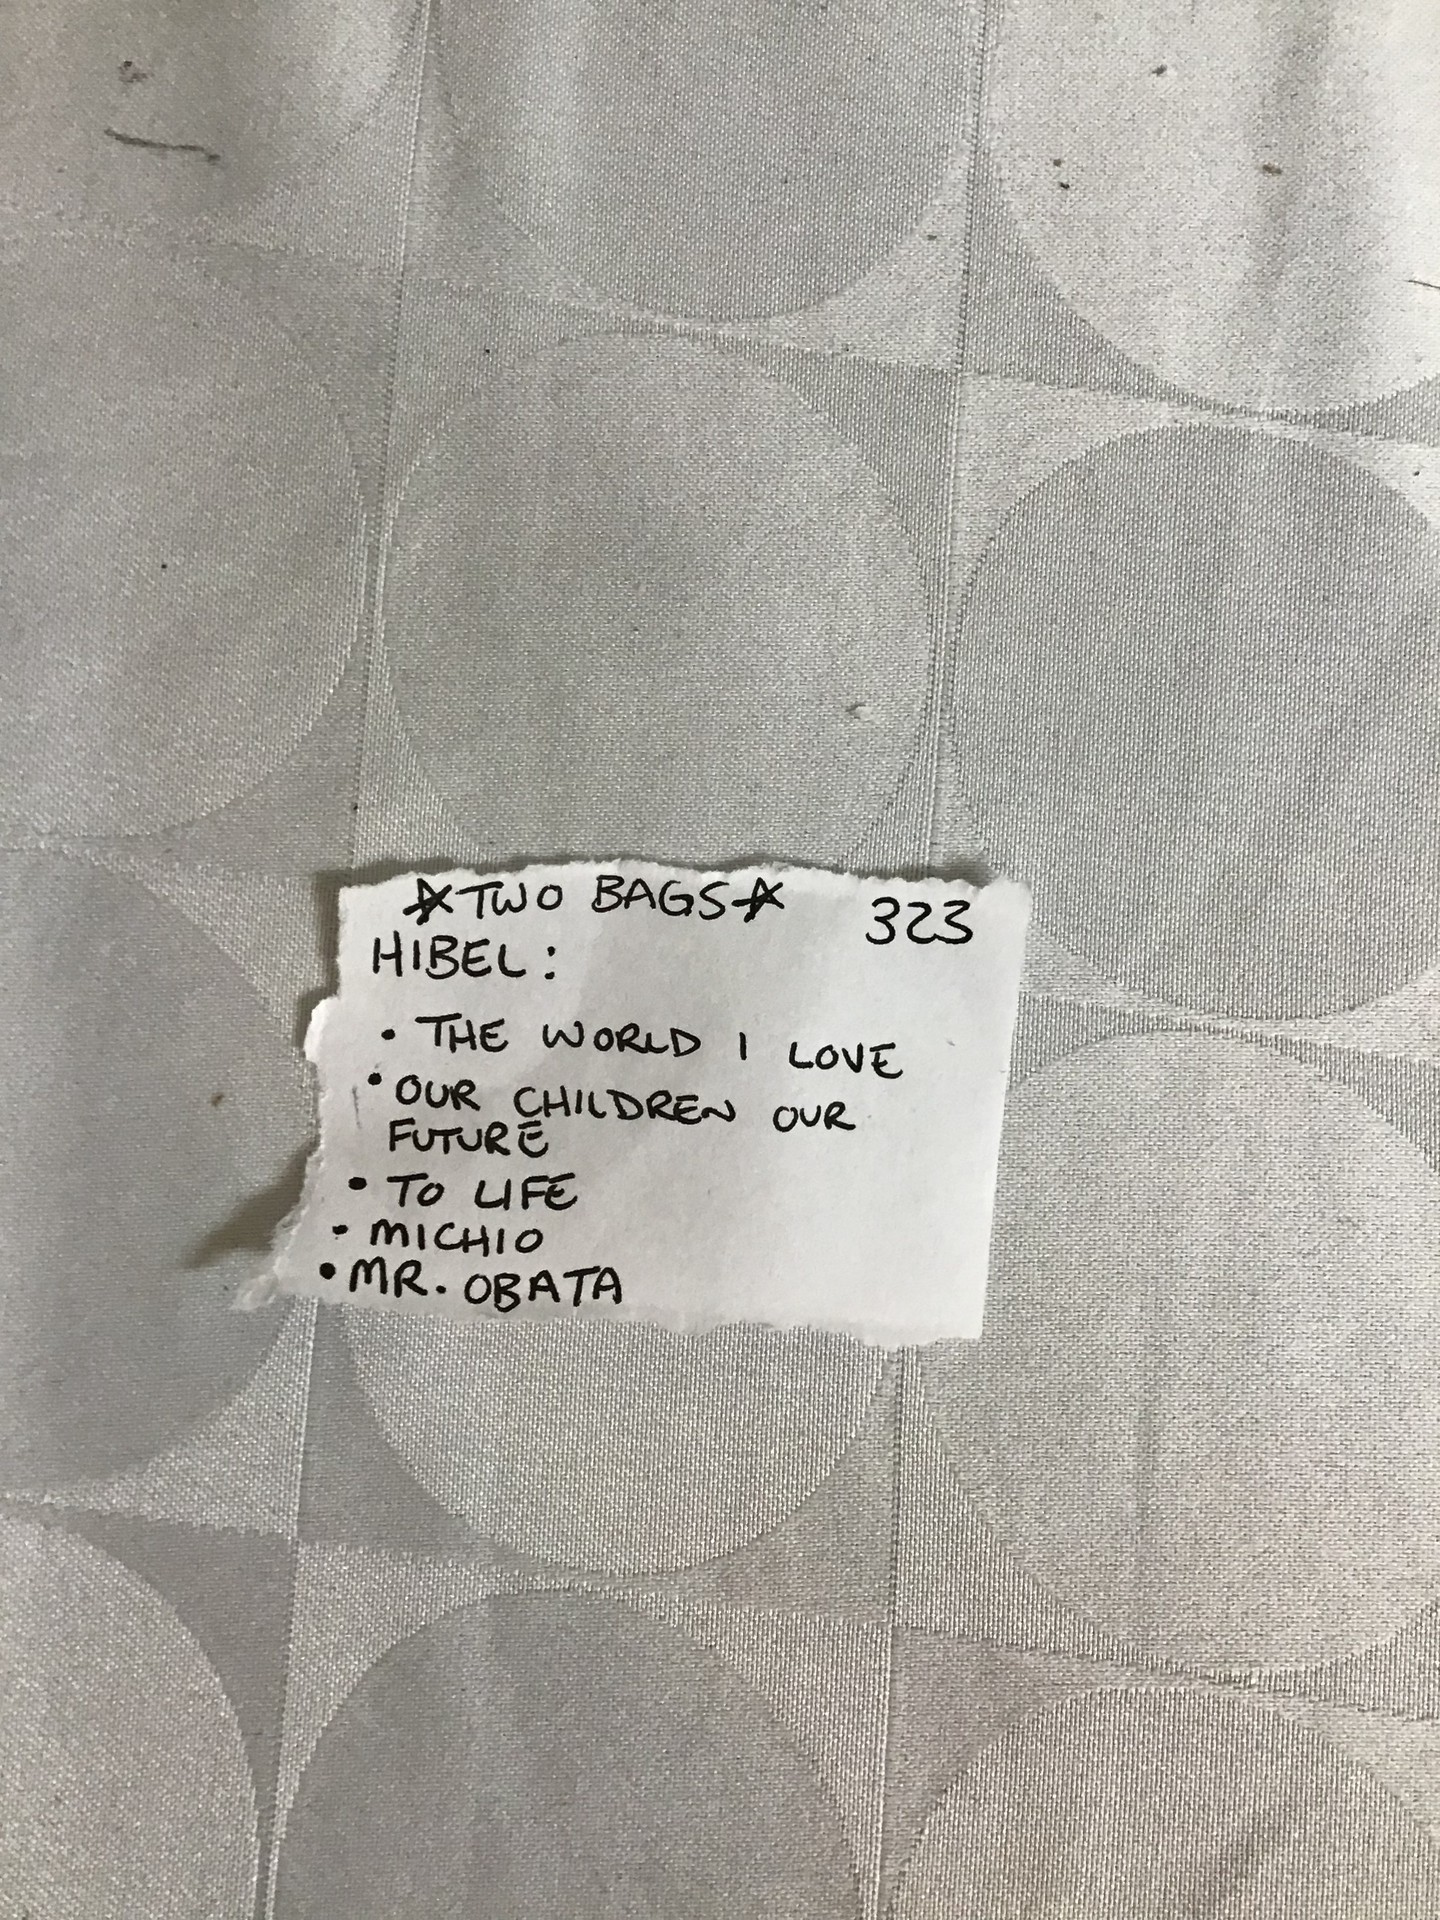 ☆TWO BAGS☆ 323
HIBEL:
• THE WORLD I LOVE
• OUR CHILDREN OUR
FUTURE
• TO LIFE
• MICHIO
• MR. OBATA